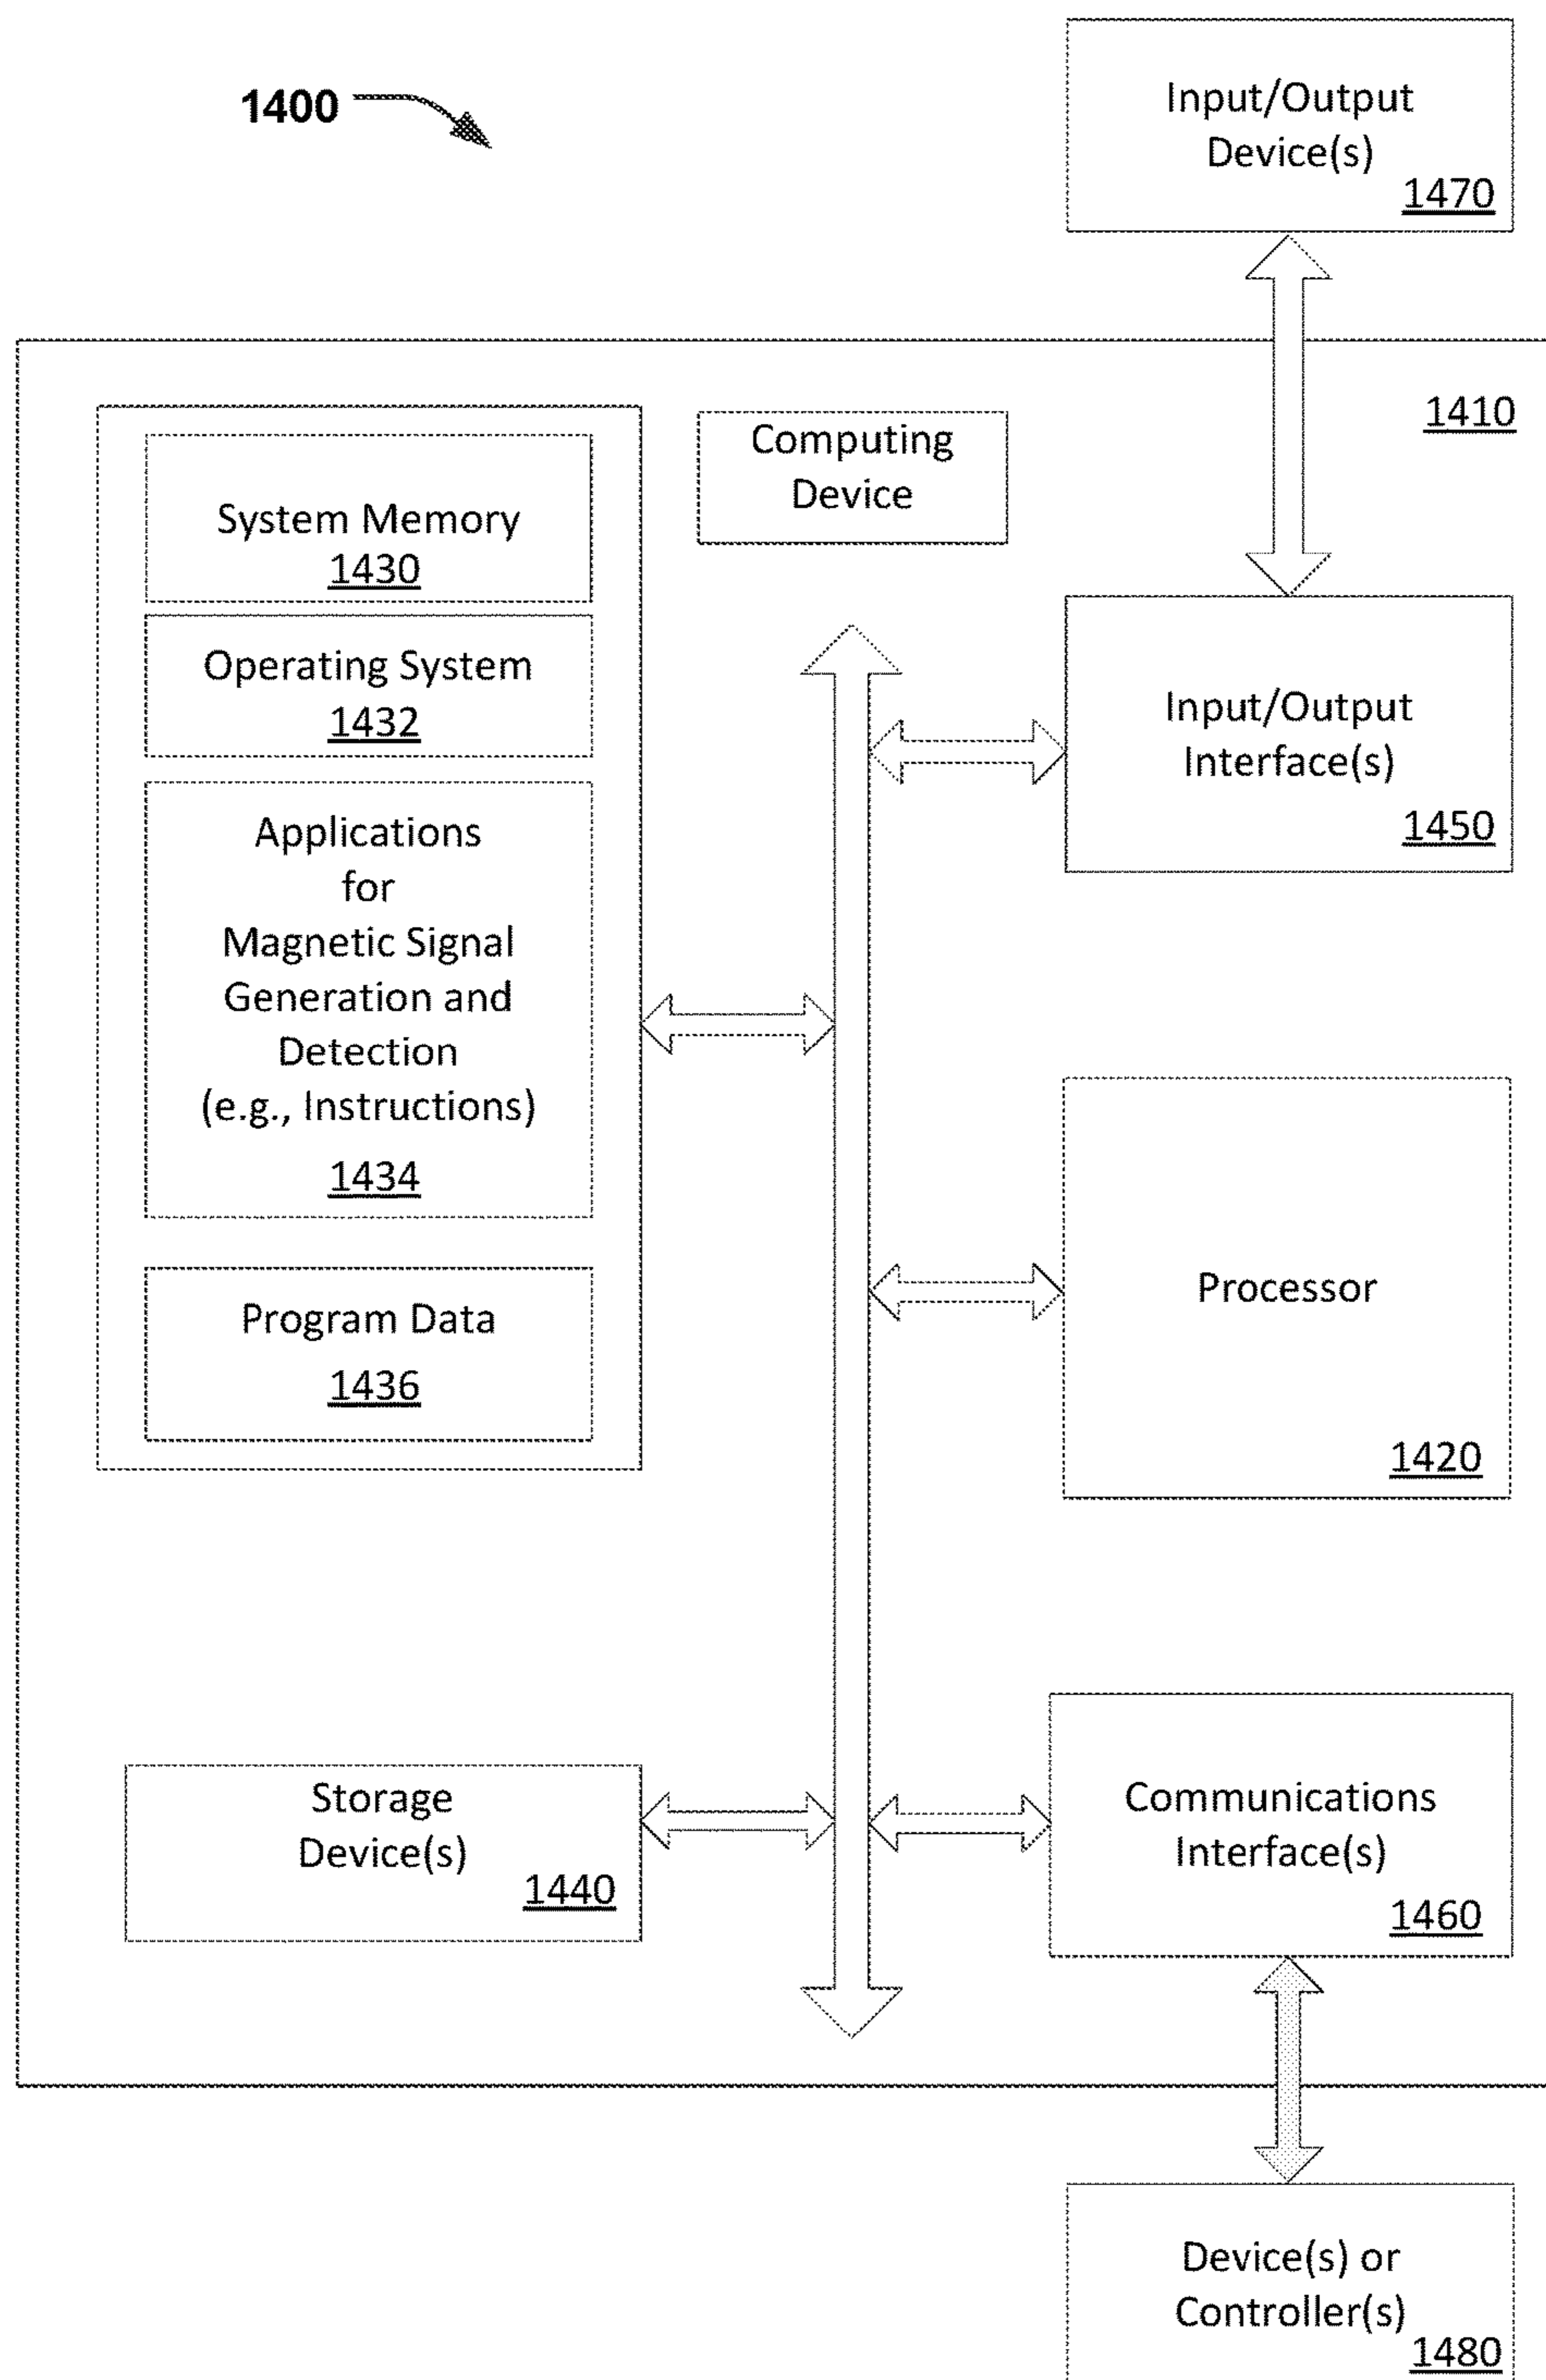 1400
Input/Output
Device(s)
1470
1410
Computing
Device
System Memory
1430
Operating System
1432
Applications
for
Magnetic Signal
Generation and
Detection
(e.g., Instructions)
1434
Program Data
1436
Input/Output
Interface(s)
1450
Processor
1420
Storage
Device(s)
1440
Communications
Interface(s)
1460
Device(s) or
Controller(s)
1480